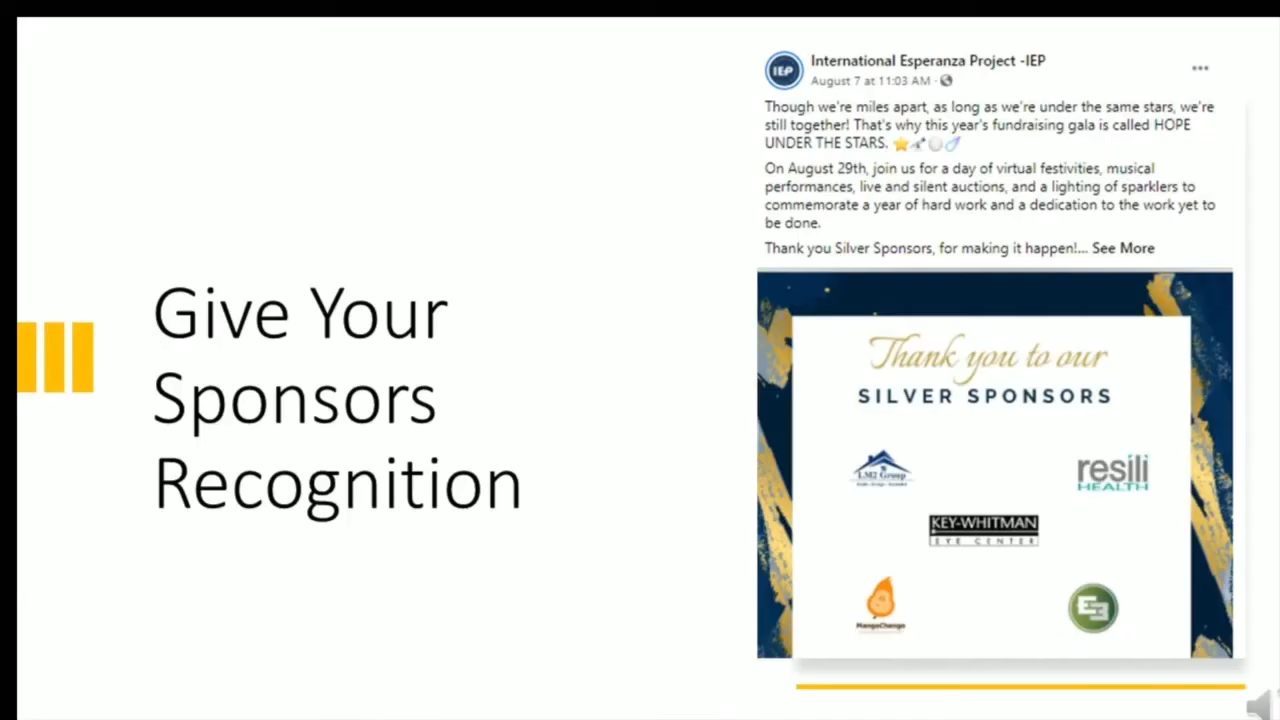 Give Your
Sponsors
Recognition
IEP
International Esperanza Project -IEP
August 7 at 11:03 AM ·
Though we're miles apart, as long as we're under the same stars, we're
still together! That's why this year's fundraising gala is called HOPE
UNDER THE STARS.
On August 29th, join us for a day of virtual festivities, musical
performances, live and silent auctions, and a lighting of sparklers to
commemorate a year of hard work and a dedication to the work yet to
be done.
Thank you Silver Sponsors, for making it happen!... See More
Thank you to our
SILVER SPONSORS
LM2 Group
resili
HEALTH
KEY-WHITMAN
EYE CENTER
MangoChango